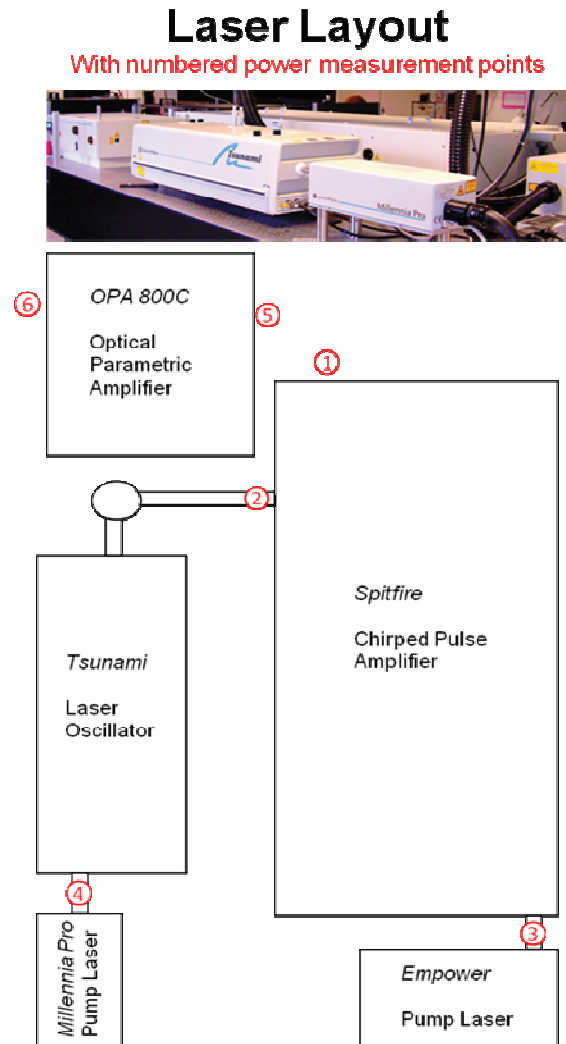 Laser Layout
With numbered power measurement points
Tsunami
Millennia Pro
6
OPA 800C
Optical
Parametric
Amplifier
5
1
2
Spitfire
Chirped Pulse
Amplifier
Tsunami
Laser
Oscillator
4
3
Millennia Pro
Pump Laser
Empower
Pump Laser